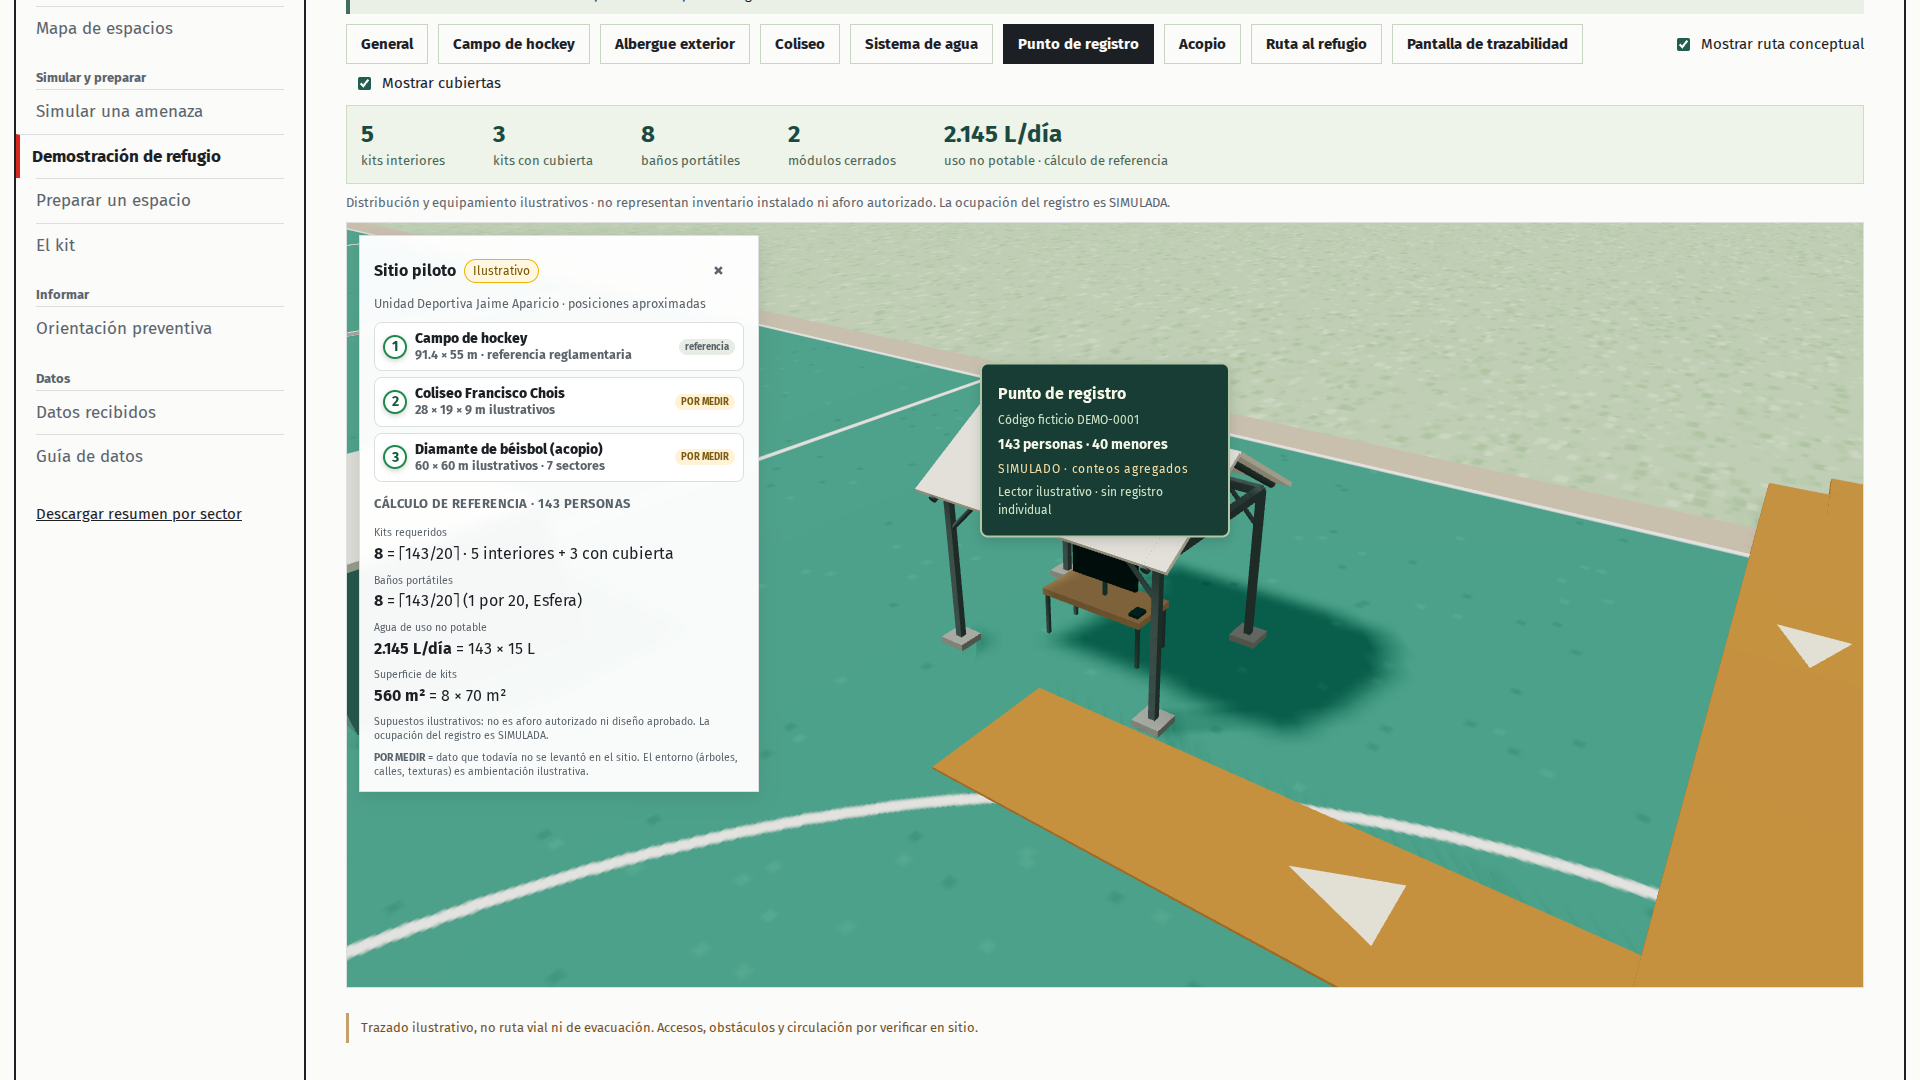 Mapa de espacios
Simular y preparar
Simular una amenaza
Demostración de refugio
Preparar un espacio
El kit
Informar
Orientación preventiva
Datos
Datos recibidos
Guía de datos
Descargar resumen por sector
General
Campo de hockey
Albergue exterior
Coliseo
Sistema de agua
Punto de registro
Acopio
Ruta al refugio
Pantalla de trazabilidad
Mostrar ruta conceptual
Mostrar cubiertas
5
kits interiores
3
kits con cubierta
8
baños portátiles
2
módulos cerrados
2.145 L/día
uso no potable · cálculo de referencia
Distribución y equipamiento ilustrativos · no representan inventario instalado ni aforo autorizado. La ocupación del registro es SIMULADA.
Sitio piloto Ilustrativo ×
Unidad Deportiva Jaime Aparicio · posiciones aproximadas
1 Campo de hockey
91.4 × 55 m · referencia reglamentaria
referencia
2 Coliseo Francisco Chois
28 × 19 × 9 m ilustrativos
POR MEDIR
3 Diamante de béisbol (acopio)
60 × 60 m ilustrativos · 7 sectores
POR MEDIR
CÁLCULO DE REFERENCIA · 143 PERSONAS
Kits requeridos
8 = ⌈143/20⌉ · 5 interiores + 3 con cubierta
Baños portátiles
8 = ⌈143/20⌉ (1 por 20, Esfera)
Agua de uso no potable
2.145 L/día = 143 × 15 L
Superficie de kits
560 m² = 8 × 70 m²
Supuestos ilustrativos: no es aforo autorizado ni diseño aprobado. La
ocupación del registro es SIMULADA.
POR MEDIR = dato que todavía no se levantó en el sitio. El entorno (árboles,
calles, texturas) es ambientación ilustrativa.
Punto de registro
Código ficticio DEMO-0001
143 personas · 40 menores
SIMULADO · conteos agregados
Lector ilustrativo · sin registro
individual
Trazado ilustrativo, no ruta vial ni de evacuación. Accesos, obstáculos y circulación por verificar en sitio.